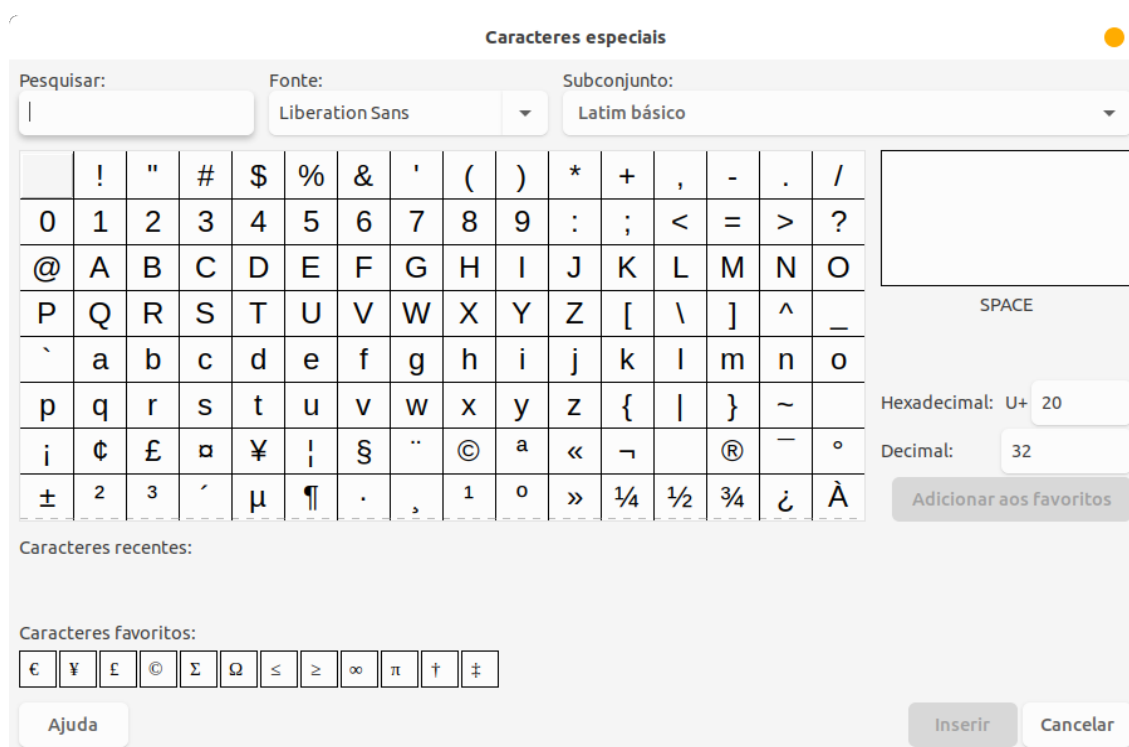 Caracteres especiais
Pesquisar: Fonte: Subconjunto:
Liberation Sans Latim básico
! " # $ % & ' ( ) * + , - . /
0 1 2 3 4 5 6 7 8 9 : ; < = > ?
@ A B C D E F G H I J K L M N O
P Q R S T U V W X Y Z [ \ ] ^ _
` a b c d e f g h i j k l m n o
p q r s t u v w x y z { | } ~
¡ ¢ £ ¤ ¥ ¦ § ¨ © ª « ¬ ® ¯ °
± ² ³ ´ µ ¶ · ¸ ¹ º » ¼ ½ ¾ ¿ À
SPACE
Hexadecimal: U+ 20
Decimal: 32
Adicionar aos favoritos
Caracteres recentes:
Caracteres favoritos:
€ ¥ £ © Σ Ω ≤ ≥ ∞ π † ‡
Ajuda Inserir Cancelar